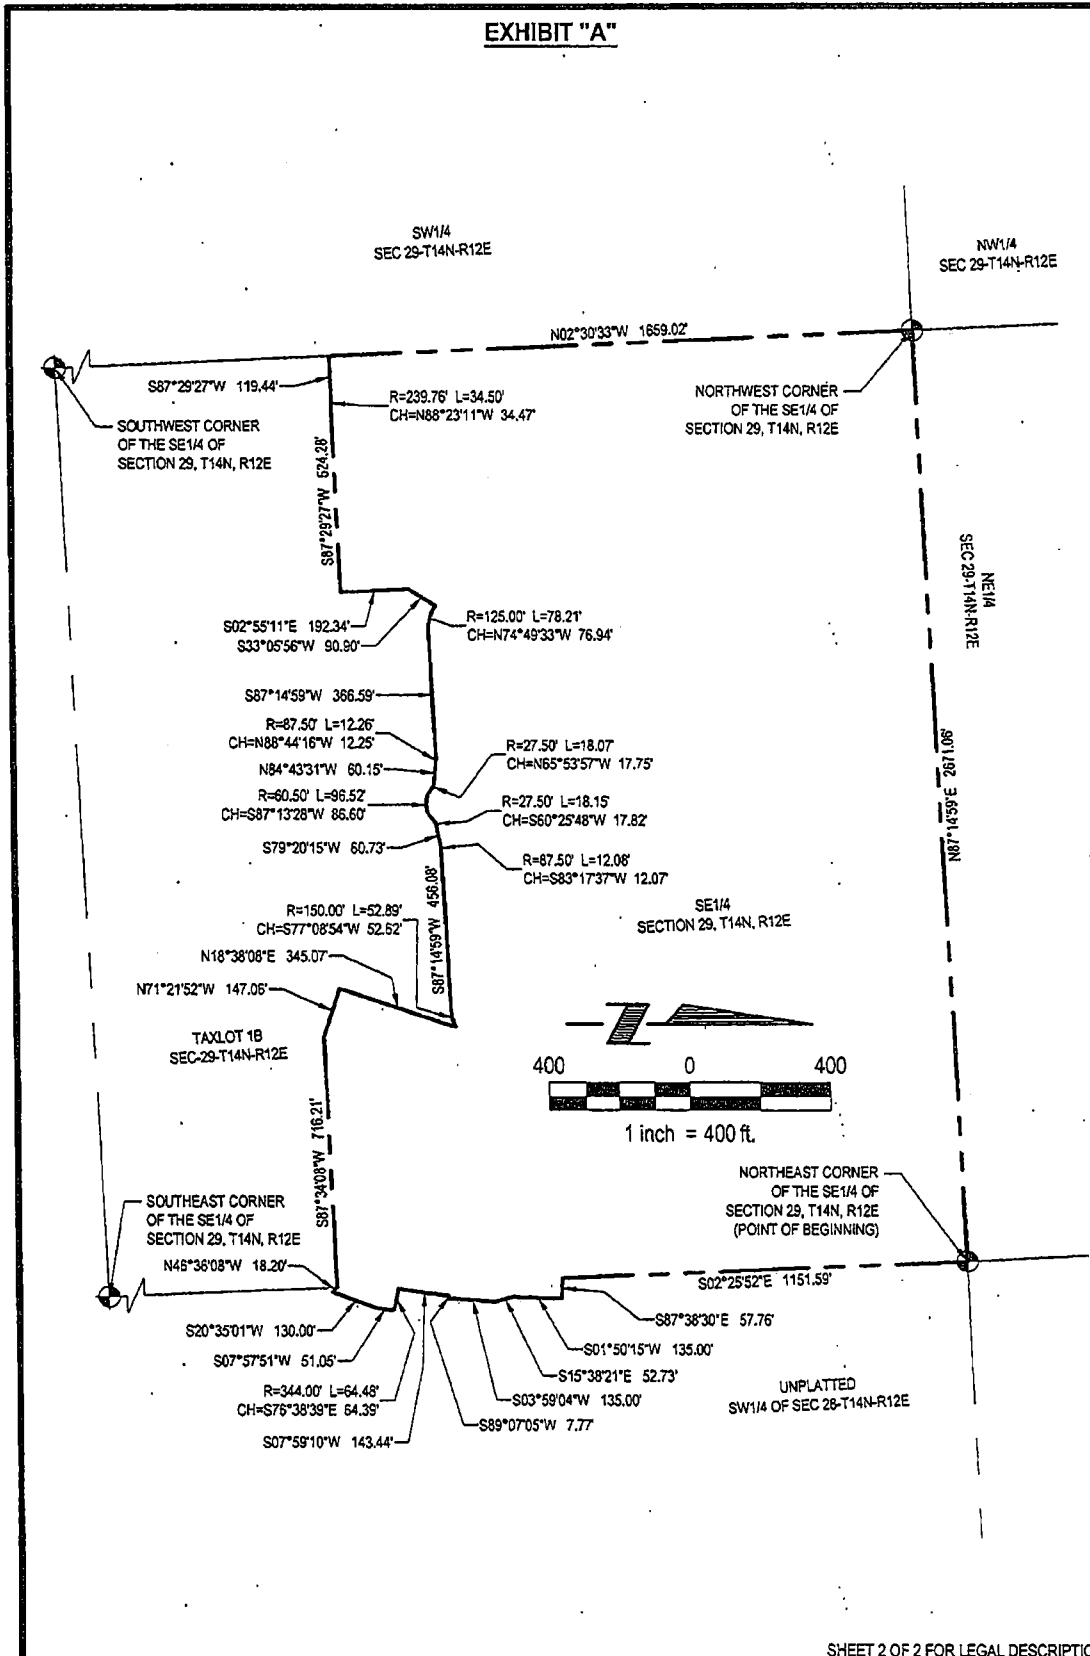 EXHIBIT "A"
SW1/4
SEC 29-T14N-R12E
NW1/4
SEC 29-T14N-R12E
N02°30'33"W 1659.02'
S87°29'27"W 119.44'
R=239.76' L=34.50'
CH=N88°23'11"W 34.47'
NORTHWEST CORNER
OF THE SE1/4 OF
SECTION 29, T14N, R12E
SOUTHWEST CORNER
OF THE SE1/4 OF
SECTION 29, T14N, R12E
S87°29'27"W 524.28'
NE1/4
SEC 29-T14N-R12E
S02°55'11"E 192.34'
S33°05'56"W 90.90'
R=125.00' L=78.21'
CH=N74°49'33"W 76.94'
S87°14'59"W 366.59'
R=87.50' L=12.26'
CH=N88°44'16"W 12.25'
N84°43'31"W 60.15'
R=27.50' L=18.07'
CH=N65°53'57"W 17.75'
R=60.50' L=96.52'
CH=S87°13'28"W 86.60'
R=27.50' L=18.15'
CH=S60°25'48"W 17.82'
N87°14'59"E 2671.06'
S79°20'15"W 60.73'
R=87.50' L=12.08'
CH=S83°17'37"W 12.07'
S87°14'59"W 456.08'
R=150.00' L=52.89'
CH=S77°08'54"W 52.62'
SE1/4
SECTION 29, T14N, R12E
N18°38'08"E 345.07'
N71°21'52"W 147.06'
TAXLOT 1B
SEC-29-T14N-R12E
400 0 400
1 inch = 400 ft.
S87°34'08"W 716.21'
NORTHEAST CORNER
OF THE SE1/4 OF
SECTION 29, T14N, R12E
(POINT OF BEGINNING)
SOUTHEAST CORNER
OF THE SE1/4 OF
SECTION 29, T14N, R12E
N46°36'08"W 18.20'
S02°25'52"E 1151.59'
S87°38'30"E 57.76'
S20°35'01"W 130.00'
S01°50'15"W 135.00'
S07°57'51"W 51.05'
S15°38'21"E 52.73'
R=344.00' L=64.48'
CH=S76°38'39"E 64.39'
S03°59'04"W 135.00'
S89°07'05"W 7.77'
S07°59'10"W 143.44'
UNPLATTED
SW1/4 OF SEC 28-T14N-R12E
SHEET 2 OF 2 FOR LEGAL DESCRIPTIO